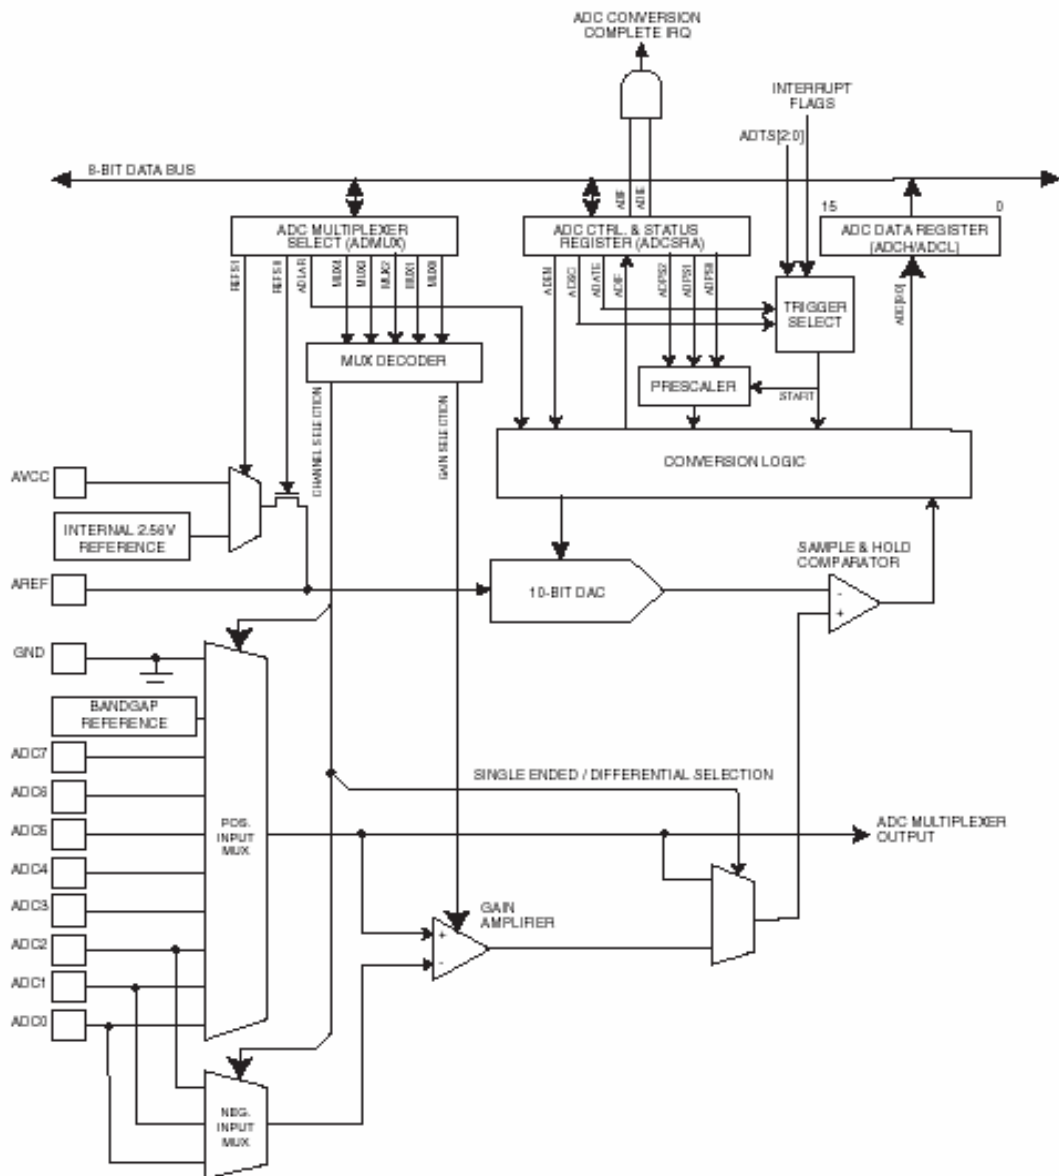 ADC CONVERSION
COMPLETE IRQ
INTERRUPT
FLAGS
ADTS[2:0]
8-BIT DATA BUS
ADIF
ADIE
15
0
ADC MULTIPLEXER
SELECT (ADMUX)
ADC CTRL. & STATUS
REGISTER (ADCSRA)
ADC DATA REGISTER
(ADCH/ADCL)
REFS1
REFS0
ADLAR
MUX4
MUX3
MUX2
MUX1
MUX0
ADEN
ADSC
ADATE
ADIF
ADPS2
ADPS1
ADPS0
ADC[9:0]
TRIGGER
SELECT
MUX DECODER
PRESCALER
START
CHANNEL SELECTION
GAIN SELECTION
CONVERSION LOGIC
AVCC
INTERNAL 2.56V
REFERENCE
SAMPLE & HOLD
COMPARATOR
AREF
10-BIT DAC
-
+
GND
BANDGAP
REFERENCE
ADC7
SINGLE ENDED / DIFFERENTIAL SELECTION
ADC6
ADC5
POS.
INPUT
MUX
ADC MULTIPLEXER
OUTPUT
ADC4
ADC3
GAIN
AMPLIFIER
+
-
ADC2
ADC1
ADC0
NEG.
INPUT
MUX